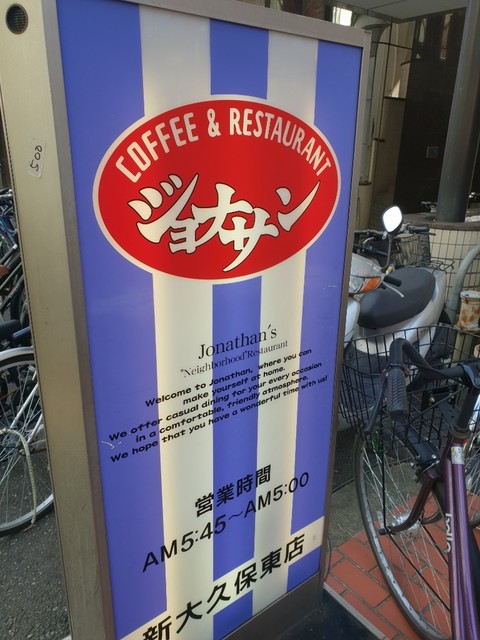 COFFEE & RESTAURANT
ジョナサン
Jonathan's
"Neighborhood" Restaurant
Welcome to Jonathan, where you can
make yourself at home.
We offer casual dining for your every occasion
in a comfortable, friendly atmosphere.
We hope that you have a wonderful time with us!
営業時間
AM5:45~AM5:00
新大久保東店